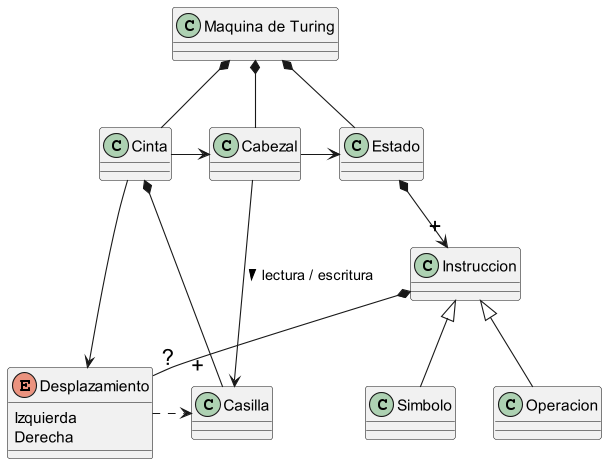 C Maquina de Turing
C Cinta
C Cabezal
C Estado
+
C Instruccion
lectura / escritura
? +
E Desplazamiento
Izquierda
Derecha
C Casilla
C Simbolo
C Operacion